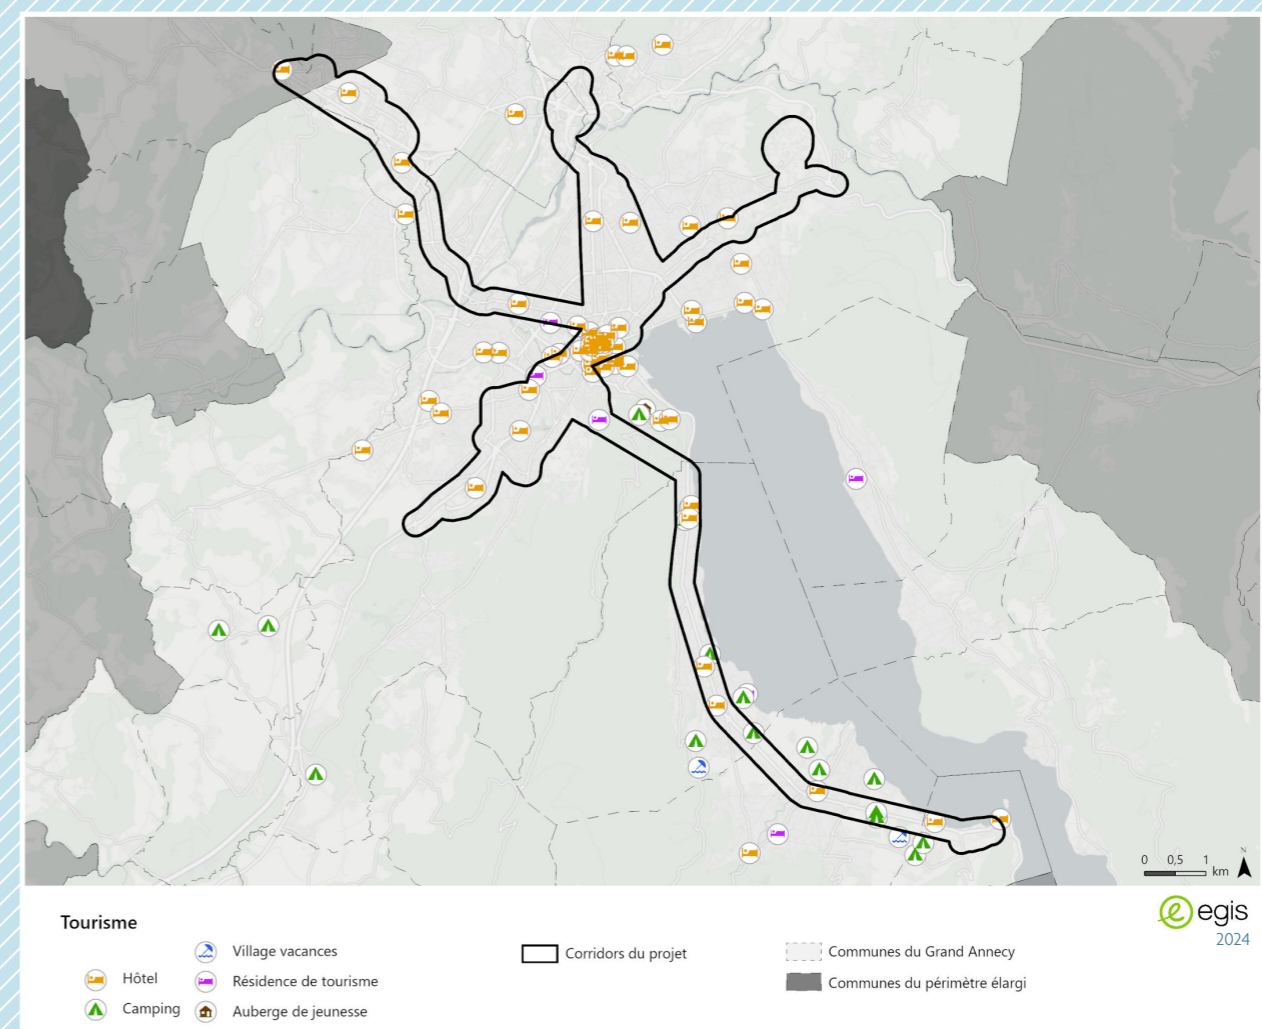 N
0 0,5 1
km
egis
2024
Tourisme
Village vacances
Hôtel
Résidence de tourisme
Camping
Auberge de jeunesse
Corridors du projet
Communes du Grand Annecy
Communes du périmètre élargi